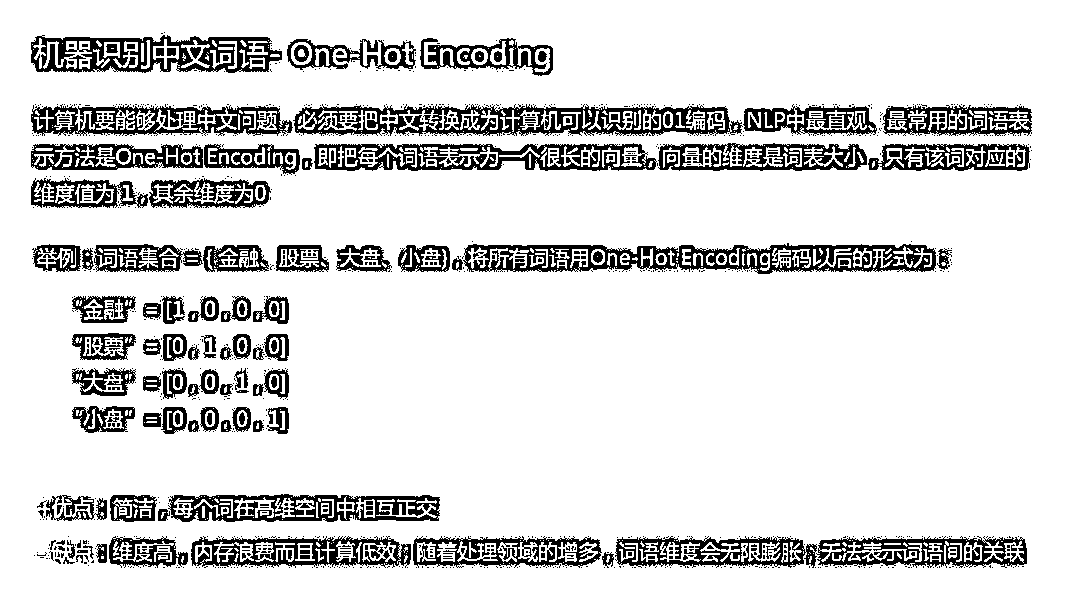 机器识别中文词语- One-Hot Encoding
计算机要能够处理中文问题，必须要把中文转换成为计算机可以识别的01编码，NLP中最直观、最常用的词语表
示方法是One-Hot Encoding，即把每个词语表示为一个很长的向量，向量的维度是词表大小，只有该词对应的
维度值为 1，其余维度为0
举例：词语集合 = { 金融、股票、大盘、小盘}，将所有词语用One-Hot Encoding编码以后的形式为：
“金融” =[1,0,0,0]
“股票” =[0,1,0,0]
“大盘” =[0,0,1,0]
“小盘” =[0,0,0,1]
+优点：简洁，每个词在高维空间中相互正交
- 缺点：维度高，内存浪费而且计算低效；随着处理领域的增多，词语维度会无限膨胀；无法表示词语间的关联